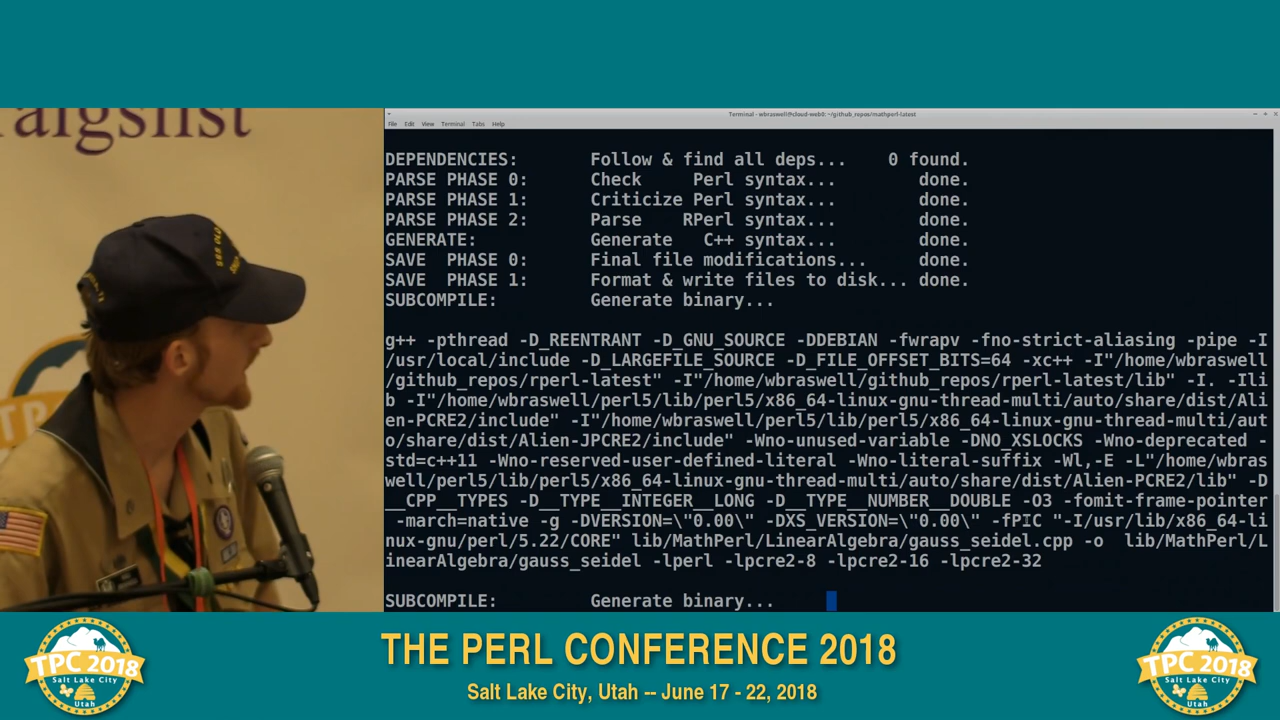 aigslist
Terminal - wbraswell@cloud-web0: ~/github_repos/mathperl-latest
File Edit View Terminal Tabs Help
DEPENDENCIES: Follow & find all deps... 0 found.
PARSE PHASE 0: Check Perl syntax... done.
PARSE PHASE 1: Criticize Perl syntax... done.
PARSE PHASE 2: Parse RPerl syntax... done.
GENERATE: Generate C++ syntax... done.
SAVE PHASE 0: Final file modifications... done.
SAVE PHASE 1: Format & write files to disk... done.
SUBCOMPILE: Generate binary...
g++ -pthread -D_REENTRANT -D_GNU_SOURCE -DDEBIAN -fwrapv -fno-strict-aliasing -pipe -I
/usr/local/include -D_LARGEFILE_SOURCE -D_FILE_OFFSET_BITS=64 -xc++ -I"/home/wbraswell
/github_repos/rperl-latest" -I"/home/wbraswell/github_repos/rperl-latest/lib" -I. -Ili
b -I"/home/wbraswell/perl5/lib/perl5/x86_64-linux-gnu-thread-multi/auto/share/dist/Ali
en-PCRE2/include" -I"/home/wbraswell/perl5/lib/perl5/x86_64-linux-gnu-thread-multi/aut
o/share/dist/Alien-JPCRE2/include" -Wno-unused-variable -DNO_XSLOCKS -Wno-deprecated -
std=c++11 -Wno-reserved-user-defined-literal -Wno-literal-suffix -Wl,-E -L"/home/wbras
well/perl5/lib/perl5/x86_64-linux-gnu-thread-multi/auto/share/dist/Alien-PCRE2/lib" -D
__CPP__TYPES -D__TYPE__INTEGER__LONG -D__TYPE__NUMBER__DOUBLE -O3 -fomit-frame-pointer
-march=native -g -DVERSION=\"0.00\" -DXS_VERSION=\"0.00\" -fPIC "-I/usr/lib/x86_64-li
nux-gnu/perl/5.22/CORE" lib/MathPerl/LinearAlgebra/gauss_seidel.cpp -o lib/MathPerl/L
inearAlgebra/gauss_seidel -lperl -lpcre2-8 -lpcre2-16 -lpcre2-32
SUBCOMPILE: Generate binary...
TPC 2018
Salt Lake City
Utah
THE PERL CONFERENCE 2018
Salt Lake City, Utah -- June 17 - 22, 2018
TPC 2018
Salt Lake City
Utah